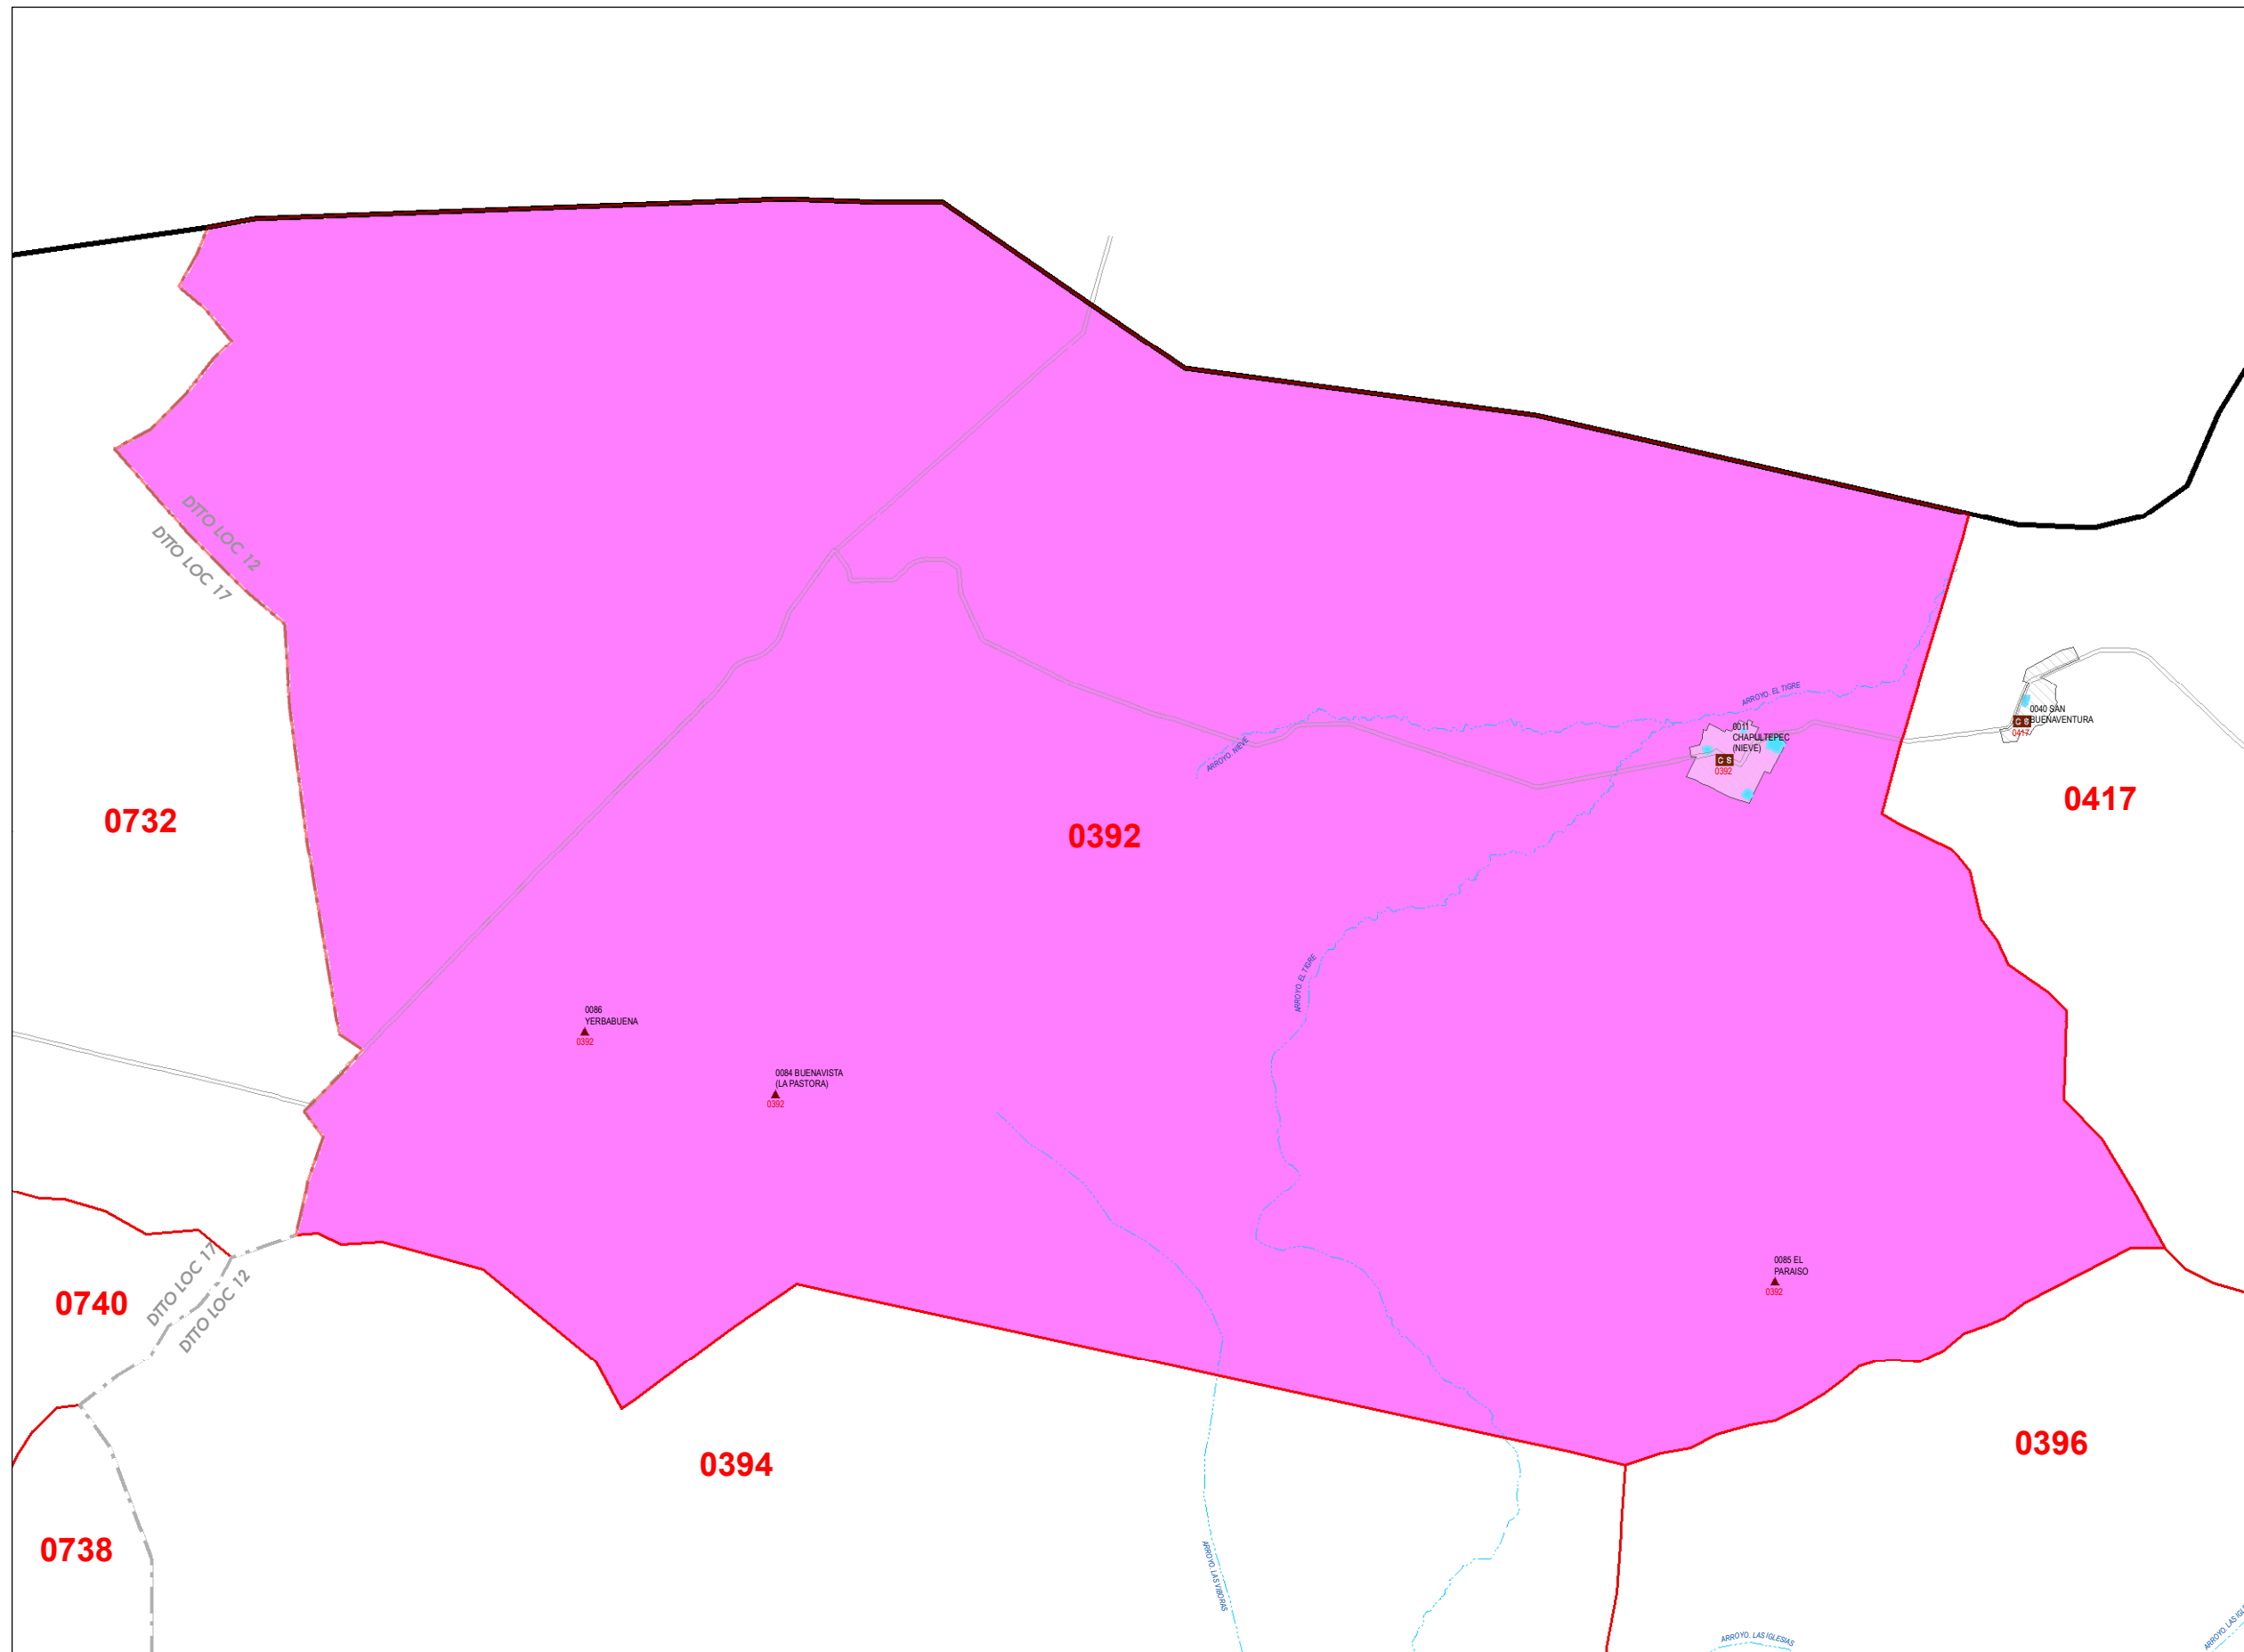 DTTO LOC 12
DTTO LOC 17
ARROYO. EL TIGRE
0040 SAN
BUENAVENTURA
C S
0417
0011
CHAPULTEPEC
(NIEVE)
C S
0392
ARROYO. NIEVE
0417
0732
0392
ARROYO. EL TIGRE
0086
YERBABUENA
0392
0084 BUENAVISTA
(LA PASTORA)
0392
0085 EL
PARAISO
0392
DTTO LOC 17
DTTO LOC 12
0740
0394
0396
0738
ARROYO. LAS VIBORAS
ARROYO. LAS IGLESIAS